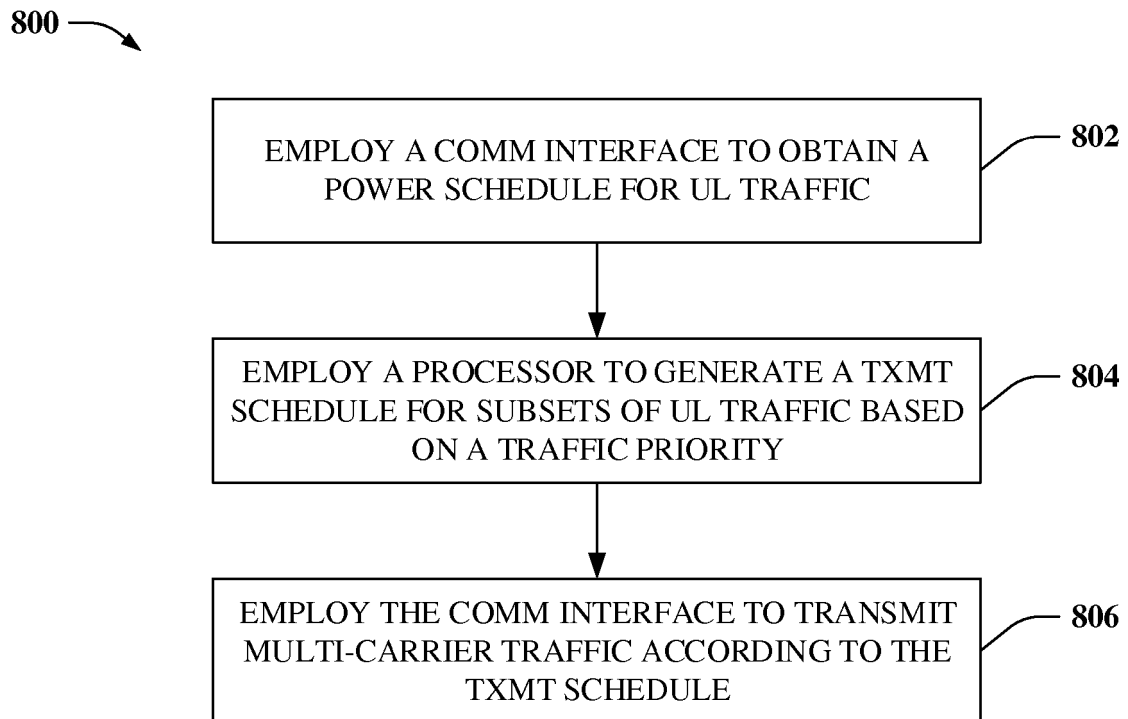 800
EMPLOY A COMM INTERFACE TO OBTAIN A
POWER SCHEDULE FOR UL TRAFFIC
802
EMPLOY A PROCESSOR TO GENERATE A TXMT
SCHEDULE FOR SUBSETS OF UL TRAFFIC BASED
ON A TRAFFIC PRIORITY
804
EMPLOY THE COMM INTERFACE TO TRANSMIT
MULTI-CARRIER TRAFFIC ACCORDING TO THE
TXMT SCHEDULE
806